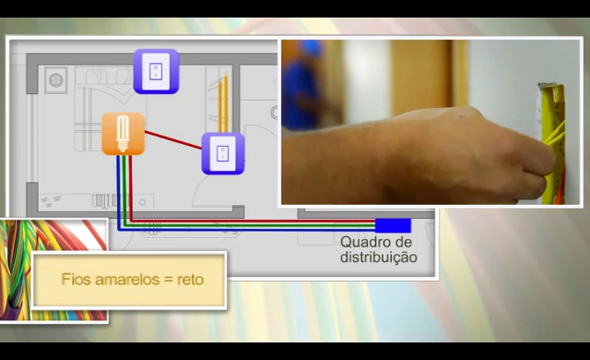 Quadro de
distribuição
Fios amarelos = reto